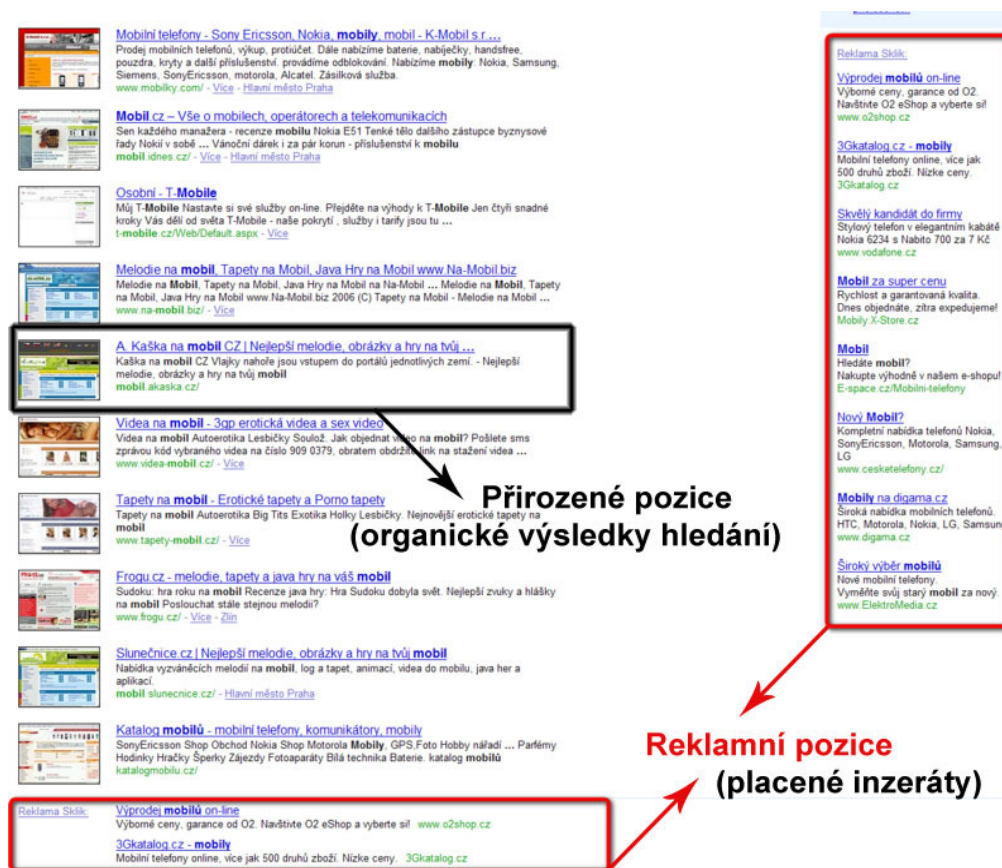 Mobilní telefony - Sony Ericsson, Nokia, mobily, mobil - K-Mobil s.r....
Prodej mobilních telefonů, výkup, protiúčet. Dále nabízíme baterie, nabíječky, handsfree,
pouzdra, kryty a další příslušenství. provádíme odblokování. Nabízíme mobily: Nokia, Samsung,
Siemens, SonyEricsson, motorola, Alcatel. Zásilková služba.
www.mobilky.com/ - Více - Hlavní město Praha
Mobil.cz – Vše o mobilech, operátorech a telekomunikacích
Sen každého manažera - recenze mobilu Nokia E51 Tenké tělo dalšího zástupce byznysové
řady Nokií v sobě ... Vánoční dárek i za pár korun - příslušenství k mobilu
mobil.idnes.cz/ - Více - Hlavní město Praha
Osobní - T-Mobile
Můj T-Mobile Nastavte si své služby on-line. Přejděte na výhody k T-Mobile Jen čtyři snadné
kroky Vás dělí od světa T-Mobile - naše pokrytí , služby i tarify jsou tu ...
t-mobile.cz/Web/Default.aspx - Více
Melodie na mobil, Tapety na Mobil, Java Hry na Mobil www.Na-Mobil.biz
Melodie na Mobil, Tapety na Mobil, Java Hry na Mobil na Na-Mobil ... Melodie na Mobil, Tapety
na Mobil, Java Hry na Mobil www.Na-Mobil.biz 2006 (C) Tapety na Mobil - Melodie na Mobil ...
www.na-mobil.biz/ - Více
A. Kaška na mobil CZ | Nejlepší melodie, obrázky a hry na tvůj ...
Kaška na mobil CZ Vlajky nahoře jsou vstupem do portálů jednotlivých zemí. - Nejlepší
melodie, obrázky a hry na tvůj mobil
mobil.akaska.cz/
Videa na mobil - 3gp erotická videa a sex video
Videa na mobil Autoerotika Lesbičky Soulož. Jak objednat video na mobil? Pošlete sms
zprávou kód vybraného videa na číslo 909 0379, obratem obdržíte link na stažení videa ...
www.videa-mobil.cz/ - Více
Tapety na mobil - Erotické tapety a Porno tapety
Tapety na mobil Autoerotika Big Tits Exotika Holky Lesbičky. Nejnovější erotické tapety na
mobil
www.tapety-mobil.cz/ - Více
Přirozené pozice
(organické výsledky hledání)
Frogu.cz - melodie, tapety a java hry na váš mobil
Sudoku: hra roku na mobil Recenze java hry: Hra Sudoku dobyla svět. Nejlepší zvuky a hlášky
na mobil Poslouchat stále stejnou melodii?
www.frogu.cz/ - Více - Zlín
Slunečnice.cz | Nejlepší melodie, obrázky a hry na tvůj mobil
Nabídka vyzváněcích melodií na mobil, log a tapet, animací, videa do mobilu, java her a
aplikací.
mobil.slunecnice.cz/ - Hlavní město Praha
Katalog mobilů - mobilní telefony, komunikátory, mobily
SonyEricsson Shop Obchod Nokia Shop Motorola Mobily, GPS,Foto Hobby nářadí ... Parfémy
Hodinky Hračky Šperky Zájezdy Fotoaparáty Bílá technika Baterie. katalog mobilů
katalogmobilu.cz/
Reklama Sklik:
Výprodej mobilů on-line
Výborné ceny, garance od O2. Navštivte O2 eShop a vyberte si! www.o2shop.cz
3Gkatalog.cz - mobily
Mobilní telefony online, více jak 500 druhů zboží. Nízke ceny. 3Gkatalog.cz
Reklama Sklik:
Výprodej mobilů on-line
Výborné ceny, garance od O2.
Navštivte O2 eShop a vyberte si!
www.o2shop.cz
3Gkatalog.cz - mobily
Mobilní telefony online, více jak
500 druhů zboží. Nízke ceny.
3Gkatalog.cz
Skvělý kandidát do firmy
Stylový telefon v elegantním kabátě
Nokia 6234 s Nabito 700 za 7 Kč
www.vodafone.cz
Mobil za super cenu
Rychlost a garantovaná kvalita.
Dnes objednáte, zítra expedujeme!
Mobily.X-Store.cz
Mobil
Hledáte mobil?
Nakupte výhodně v našem e-shopu!
E-space.cz/Mobilni-telefony
Nový Mobil?
Kompletní nabídka telefonů Nokia,
SonyEricsson, Motorola, Samsung,
LG
www.cesketelefony.cz/
Mobily na digama.cz
Široká nabídka mobilních telefonů.
HTC, Motorola, Nokia, LG, Samsun
www.digama.cz
Široký výběr mobilů
Nové mobilní telefony.
Vyměňte svůj starý mobil za nový.
www.ElektroMedia.cz
Reklamní pozice
(placené inzeráty)